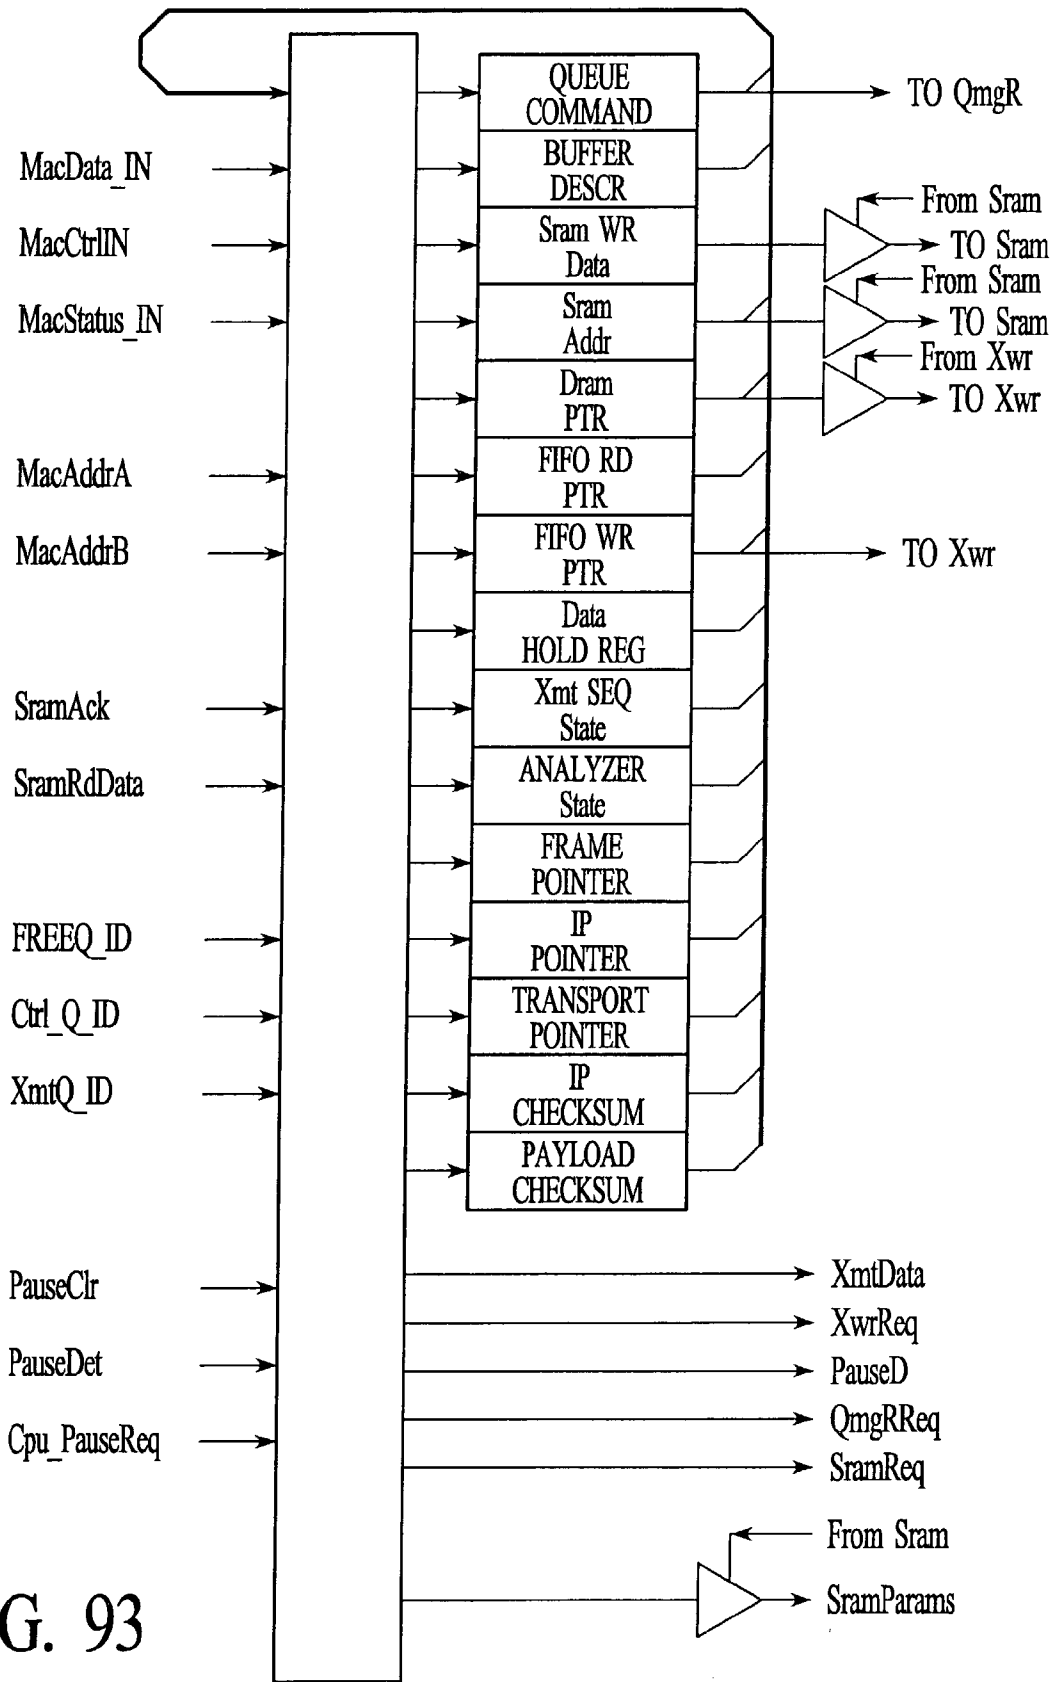 QUEUE
COMMAND
TO QmgR
MacData_IN
BUFFER
DESCR
From Sram
MacCtrlIN
Sram WR
Data
TO Sram
From Sram
MacStatus_IN
Sram
Addr
TO Sram
From Xwr
Dram
PTR
TO Xwr
MacAddrA
FIFO RD
PTR
MacAddrB
FIFO WR
PTR
TO Xwr
Data
HOLD REG
SramAck
Xmt SEQ
State
SramRdData
ANALYZER
State
FRAME
POINTER
FREEQ_ID
IP
POINTER
Ctrl_Q_ID
TRANSPORT
POINTER
XmtQ_ID
IP
CHECKSUM
PAYLOAD
CHECKSUM
PauseClr
XmtData
XwrReq
PauseDet
PauseD
QmgRReq
Cpu_PauseReq
SramReq
From Sram
SramParams
G. 93